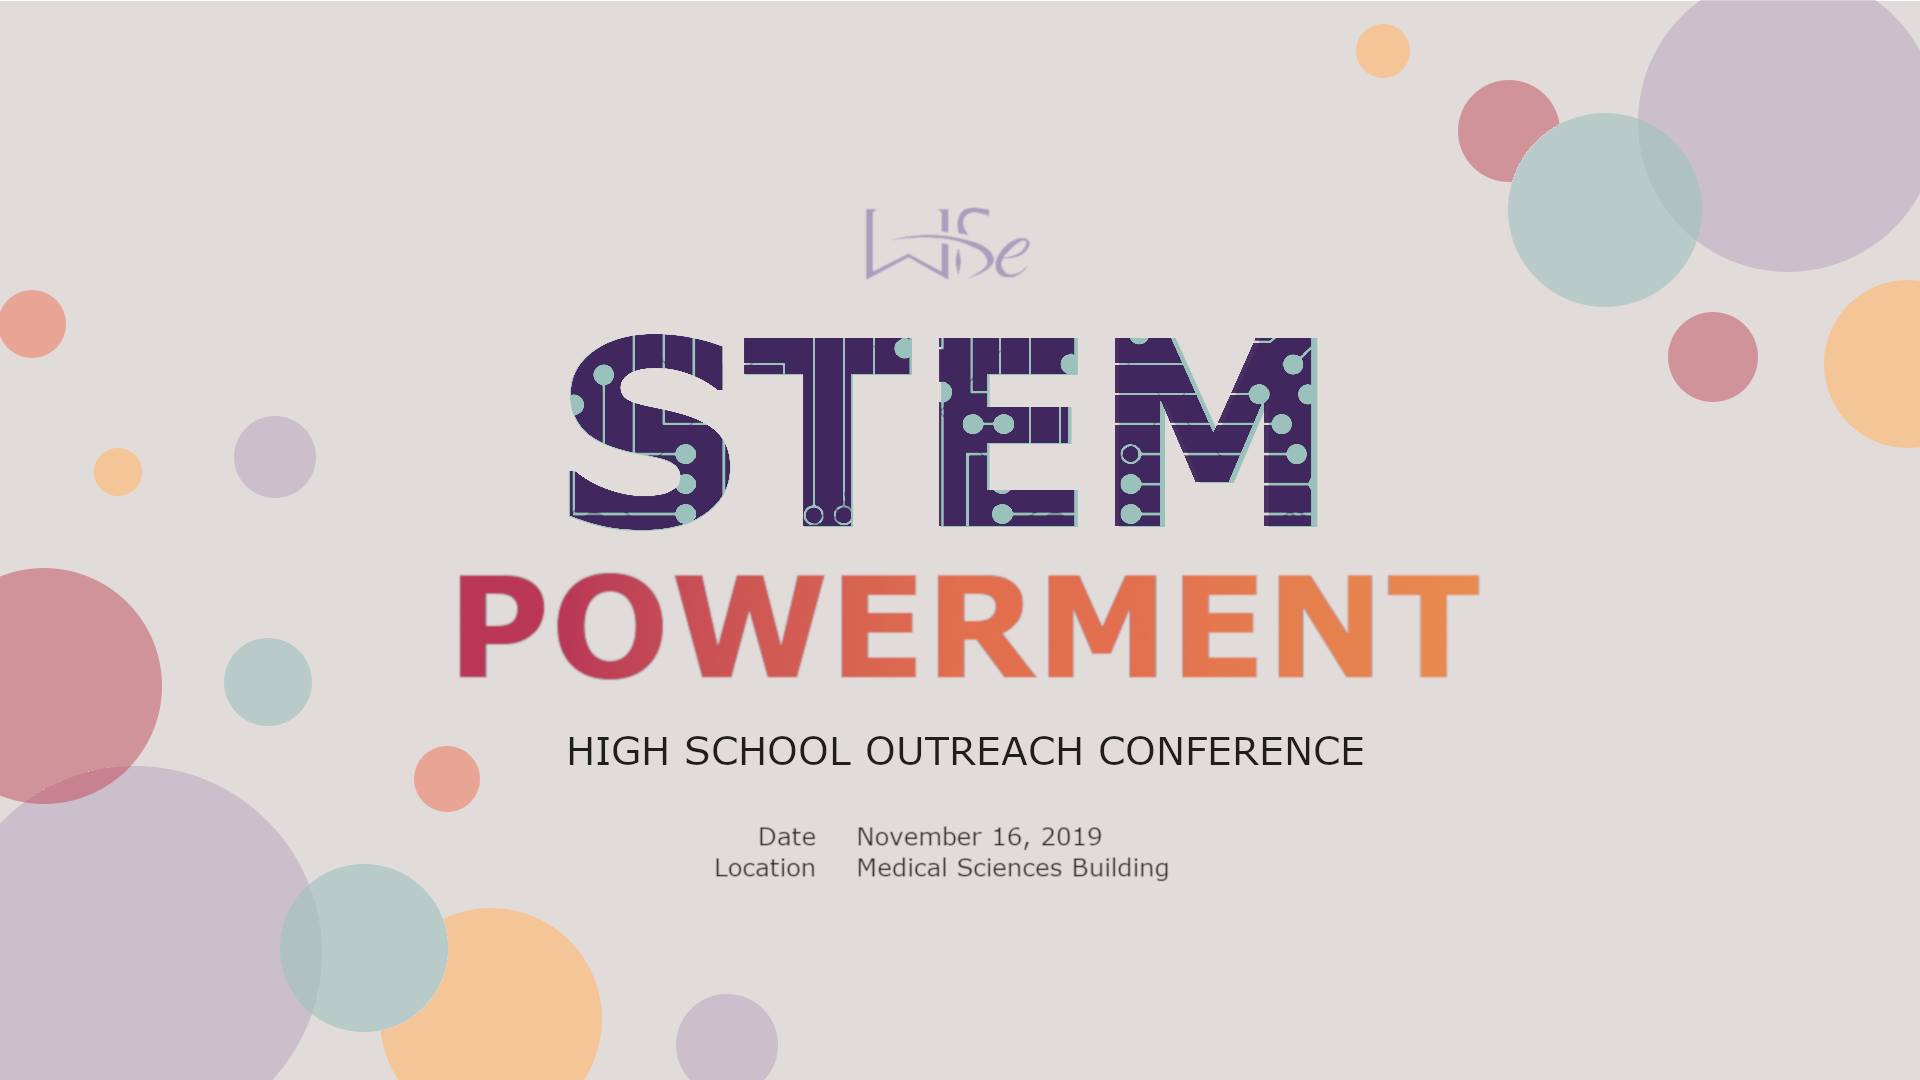 WISe
STEM
POWERMENT
HIGH SCHOOL OUTREACH CONFERENCE
Date November 16, 2019
Location Medical Sciences Building